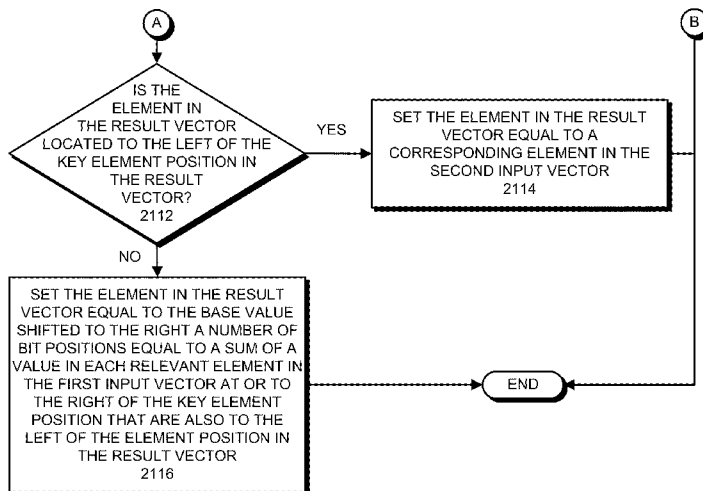 A
B
IS THE
ELEMENT IN
THE RESULT VECTOR
LOCATED TO THE LEFT OF THE
KEY ELEMENT POSITION IN
THE RESULT
VECTOR?
2112
YES
SET THE ELEMENT IN THE RESULT
VECTOR EQUAL TO A
CORRESPONDING ELEMENT IN THE
SECOND INPUT VECTOR
2114
NO
SET THE ELEMENT IN THE RESULT
VECTOR EQUAL TO THE BASE VALUE
SHIFTED TO THE RIGHT A NUMBER OF
BIT POSITIONS EQUAL TO A SUM OF A
VALUE IN EACH RELEVANT ELEMENT IN
THE FIRST INPUT VECTOR AT OR TO
THE RIGHT OF THE KEY ELEMENT
POSITION THAT ARE ALSO TO THE
LEFT OF THE ELEMENT POSITION IN
THE RESULT VECTOR
2116
END